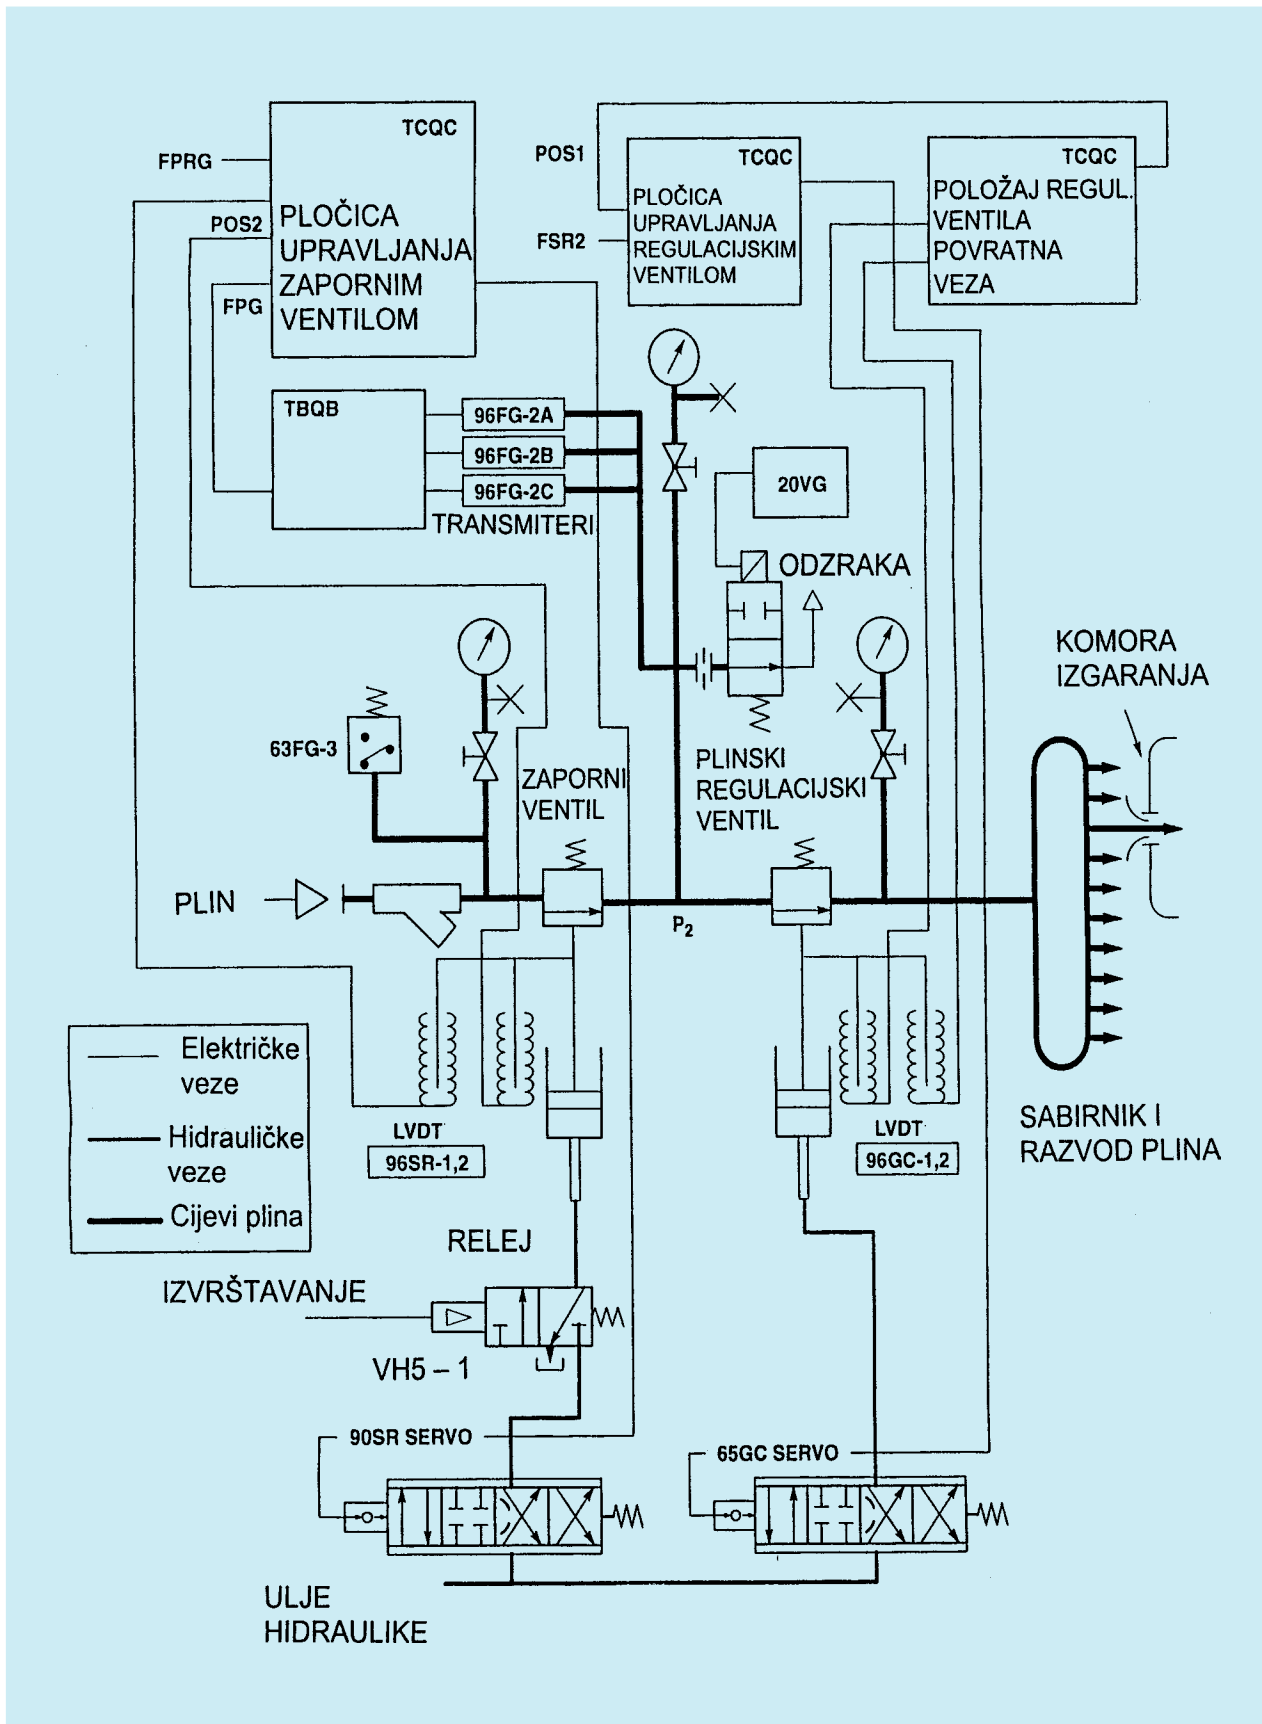 TCQC
FPRG
POS2
PLOČICA
UPRAVLJANJA
ZAPORNIM
VENTILOM
FPG
POS1
TCQC
PLOČICA
UPRAVLJANJA
REGULACIJSKIM
VENTILOM
FSR2
TCQC
POLOŽAJ REGUL.
VENTILA
POVRATNA
VEZA
TBQB
96FG-2A
96FG-2B
96FG-2C
TRANSMITERI
20VG
ODZRAKA
KOMORA
IZGARANJA
63FG-3
ZAPORNI
VENTIL
PLINSKI
REGULACIJSKI
VENTIL
PLIN
P2
Električke
veze
Hidrauličke
veze
Cijevi plina
LVDT
96SR-1,2
LVDT
96GC-1,2
SABIRNIK I
RAZVOD PLINA
RELEJ
IZVRŠTAVANJE
VH5 – 1
90SR SERVO
65GC SERVO
ULJE
HIDRAULIKE